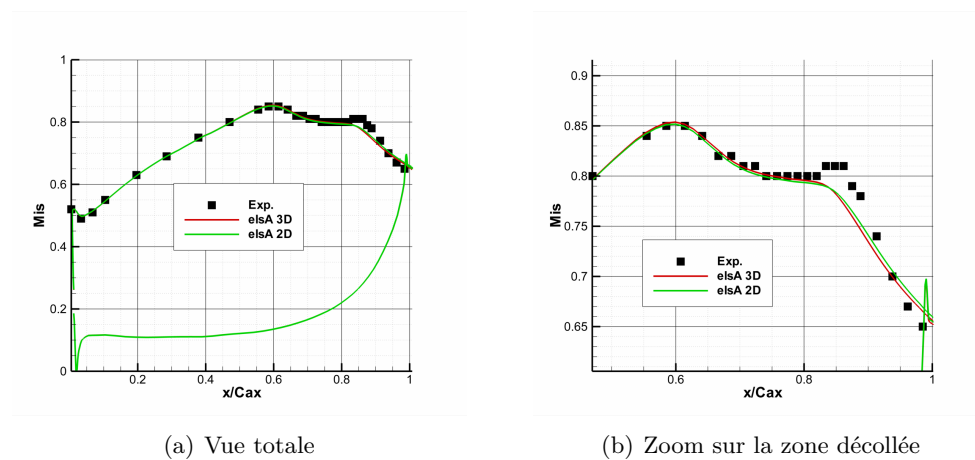 1
0.8
0.6
0.4
0.2
0
Mis
0.2
0.4
0.6
0.8
1
x/Cax
Exp.
elsA 3D
elsA 2D
(a) Vue totale
0.9
0.85
0.8
0.75
0.7
0.65
Mis
0.6
0.8
1
x/Cax
Exp.
elsA 3D
elsA 2D
(b) Zoom sur la zone décollée